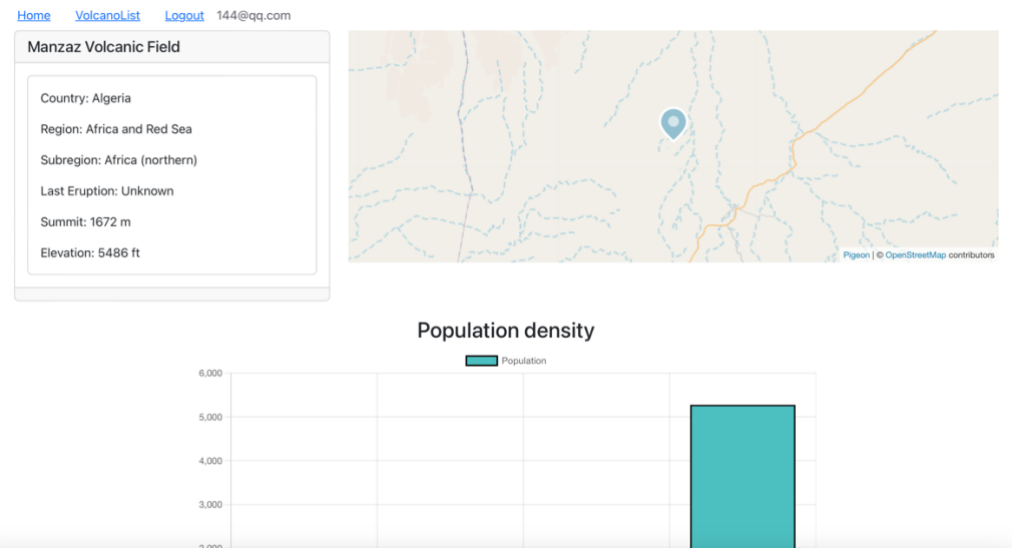 Home VolcanoList Logout 144@qq.com
Manzaz Volcanic Field
Country: Algeria
Region: Africa and Red Sea
Subregion: Africa (northern)
Last Eruption: Unknown
Summit: 1672 m
Elevation: 5486 ft
Pigeon | © OpenStreetMap contributors
Population density
Population
6,000
5,000
4,000
3,000